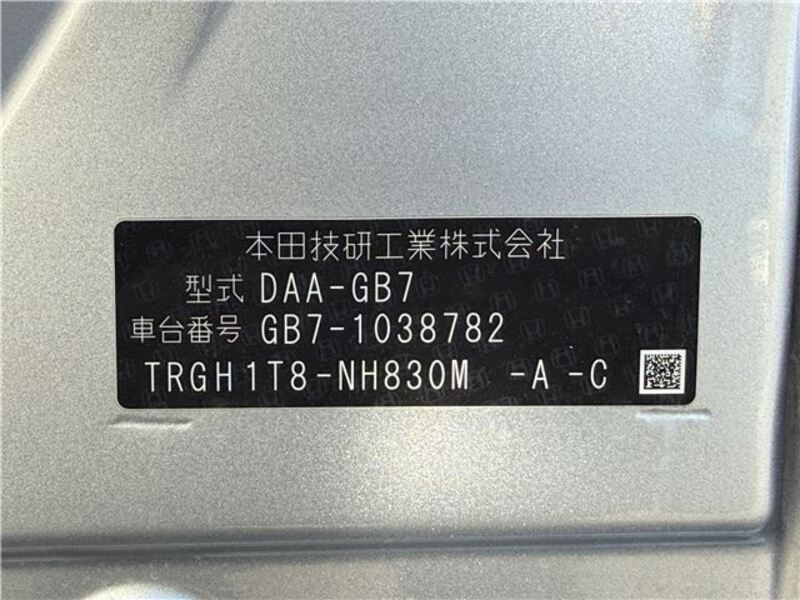 本田技研工業株式会社
型式 DAA-GB7
車台番号 GB7-1038782
TRGH1T8-NH830M -A -C